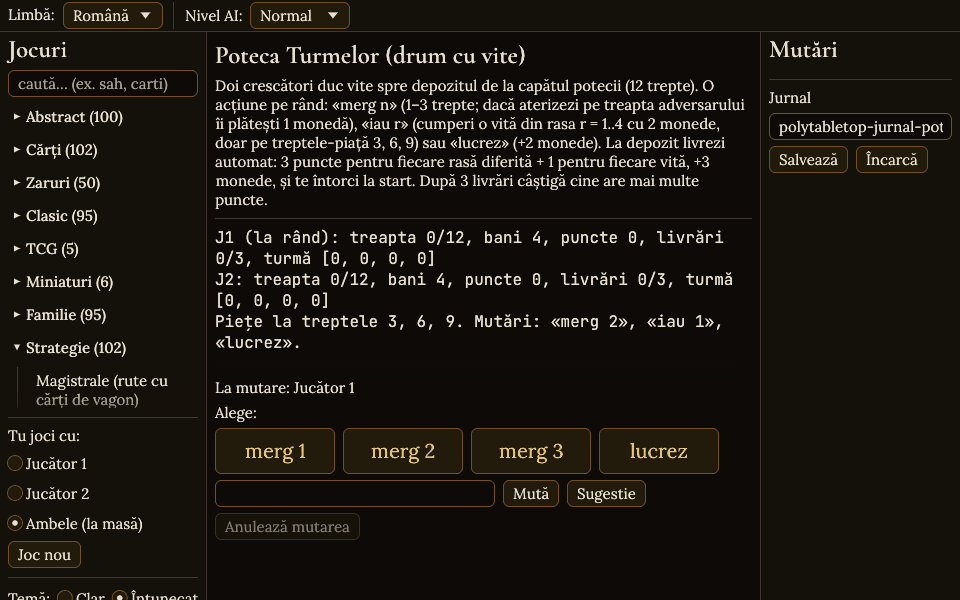 Limbă: Română Nivel AI: Normal
Jocuri
caută... (ex. sah, carti)
Abstract (100)
Cărți (102)
Zaruri (50)
Clasic (95)
TCG (5)
Miniaturi (6)
Familie (95)
Strategie (102)
Magistrale (rute cu
cărți de vagon)
Tu joci cu:
Jucător 1
Jucător 2
Ambele (la masă)
Joc nou
Temă: Clar Întunecat
Poteca Turmelor (drum cu vite)
Doi crescători duc vite spre depozitul de la capătul potecii (12 trepte). O
acțiune pe rând: «merg n» (1–3 trepte; dacă aterizezi pe treapta adversarului
îi plătești 1 monedă), «iau r» (cumperi o vită din rasa r = 1..4 cu 2 monede,
doar pe treptele-piață 3, 6, 9) sau «lucrez» (+2 monede). La depozit livrezi
automat: 3 puncte pentru fiecare rasă diferită + 1 pentru fiecare vită, +3
monede, și te întorci la start. După 3 livrări câștigă cine are mai multe
puncte.
J1 (la rând): treapta 0/12, bani 4, puncte 0, livrări
0/3, turmă [0, 0, 0, 0]
J2: treapta 0/12, bani 4, puncte 0, livrări 0/3, turmă
[0, 0, 0, 0]
Piețe la treptele 3, 6, 9. Mutări: «merg 2», «iau 1»,
«lucrez».
La mutare: Jucător 1
Alege:
merg 1 merg 2 merg 3 lucrez
Mută Sugestie
Anulează mutarea
Mutări
Jurnal
polytabletop-jurnal-pot
Salvează Încarcă